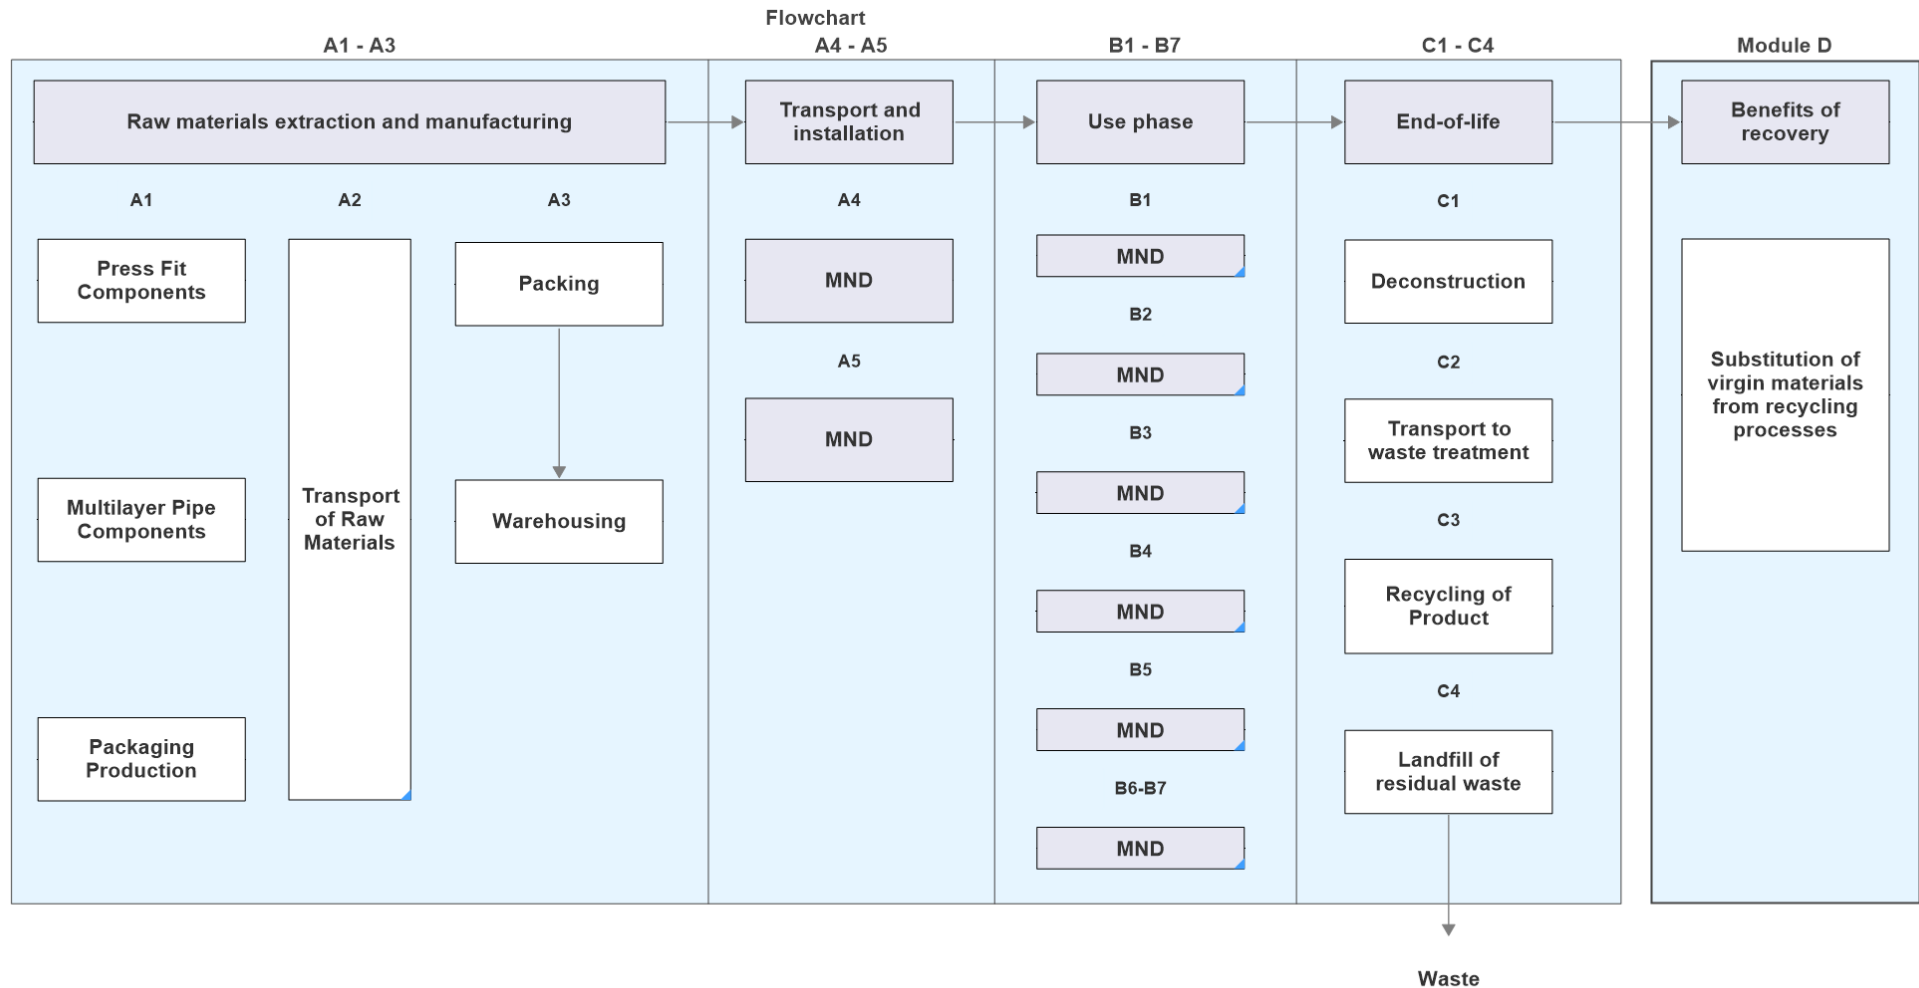 Flowchart
A1 - A3
A4 - A5
B1 - B7
C1 - C4
Module D
Raw materials extraction and manufacturing
Transport and
installation
Use phase
End-of-life
Benefits of
recovery
A1
Press Fit
Components
Multilayer Pipe
Components
Packaging
Production
A2
Transport
of Raw
Materials
A3
Packing
Warehousing
A4
MND
A5
MND
B1
MND
B2
MND
B3
MND
B4
MND
B5
MND
B6-B7
MND
C1
Deconstruction
C2
Transport to
waste treatment
C3
Recycling of
Product
C4
Landfill of
residual waste
Waste
Substitution of
virgin materials
from recycling
processes